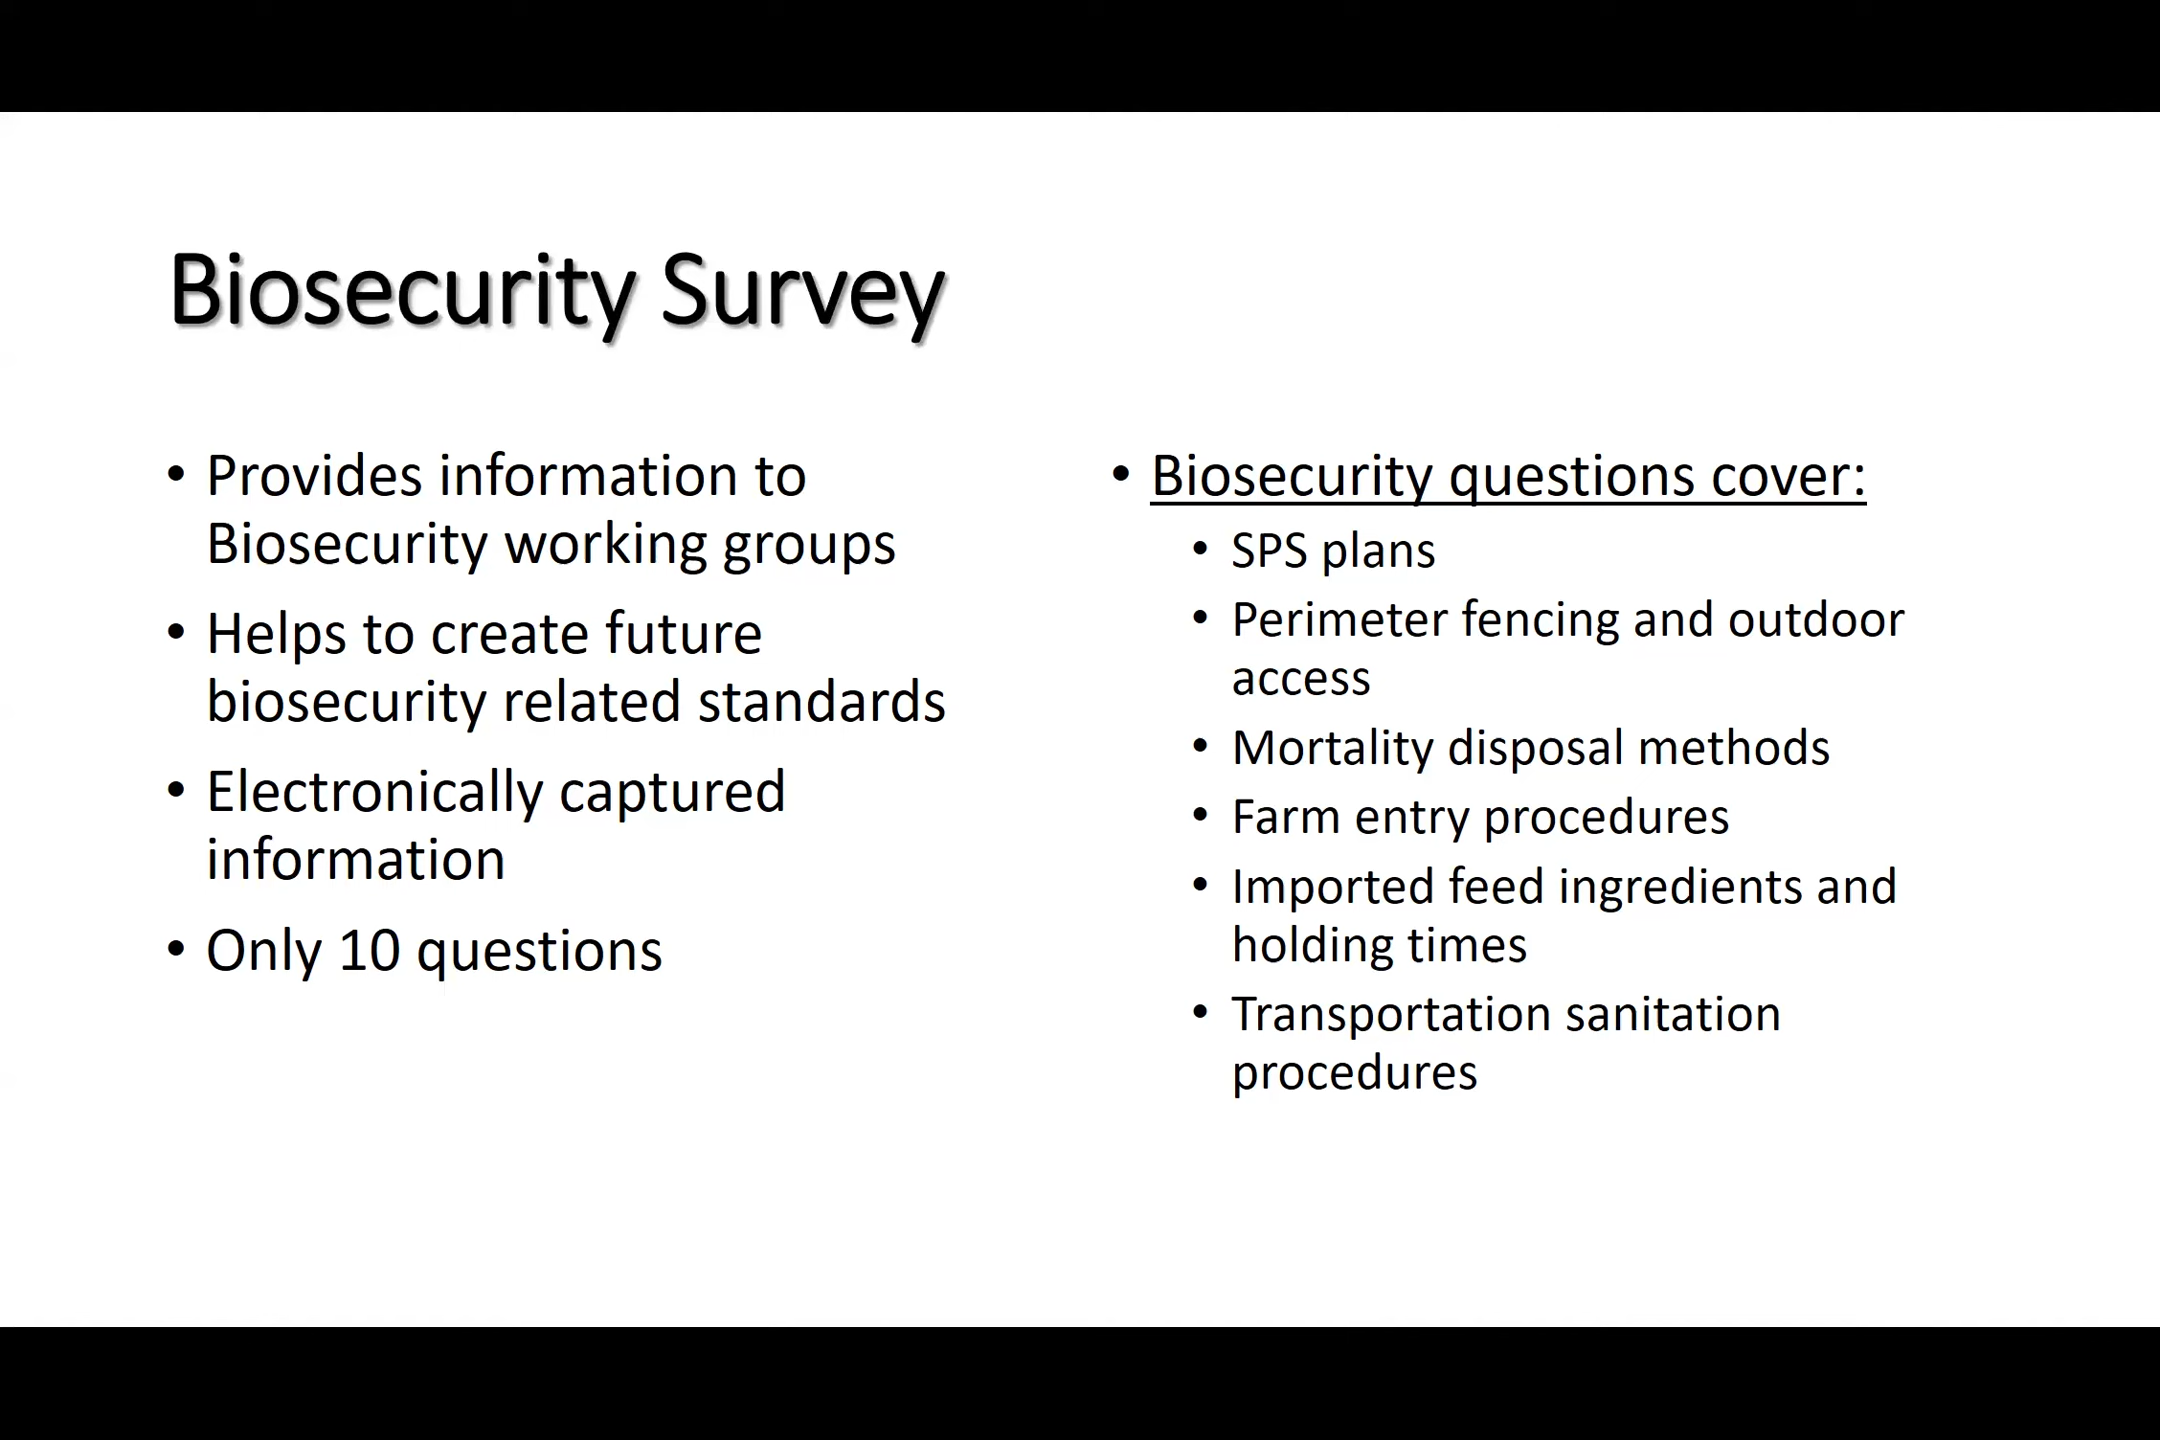 Biosecurity Survey
• Provides information to
Biosecurity working groups
• Helps to create future
biosecurity related standards
• Electronically captured
information
• Only 10 questions
• Biosecurity questions cover:
• SPS plans
• Perimeter fencing and outdoor
access
• Mortality disposal methods
• Farm entry procedures
• Imported feed ingredients and
holding times
• Transportation sanitation
procedures